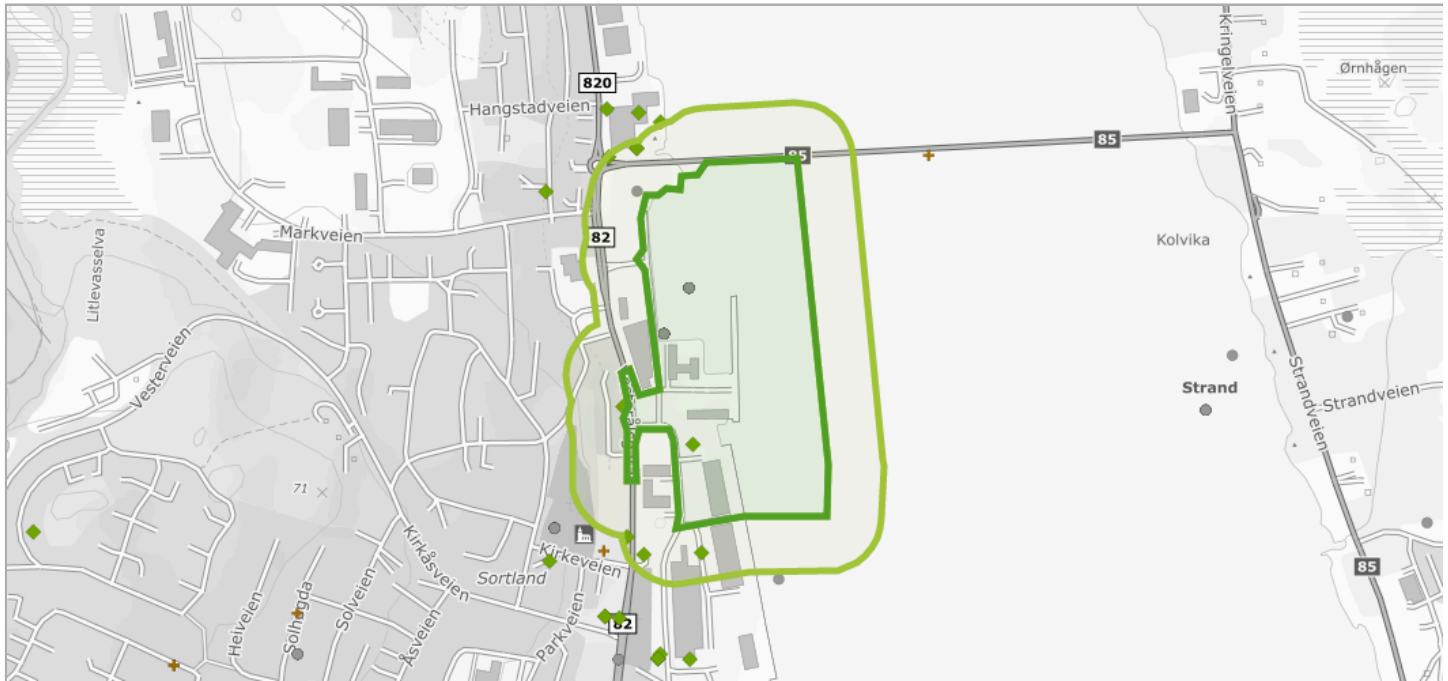 Kringelveien
Ørnhågen
820
Hangstadveien
85
85
Markveien
82
Kolvika
Litlevasselva
Vesterveien
Strand
Strandveien
Strandveien
71
Kirkåsveien
Kirkeveien
Sortland
85
Heiveien
Solhøgda
Solveien
Åsveien
Parkveien
82